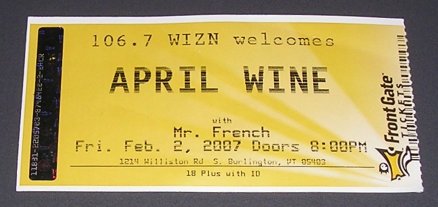 106.7 WIZN welcomes
APRIL WINE
with
Mr. French
Fri. Feb. 2, 2007 Doors 8:00PM
1214 Williston Rd S. Burlington, VT 05403
18 Plus with ID
FrontGate
TICKETS